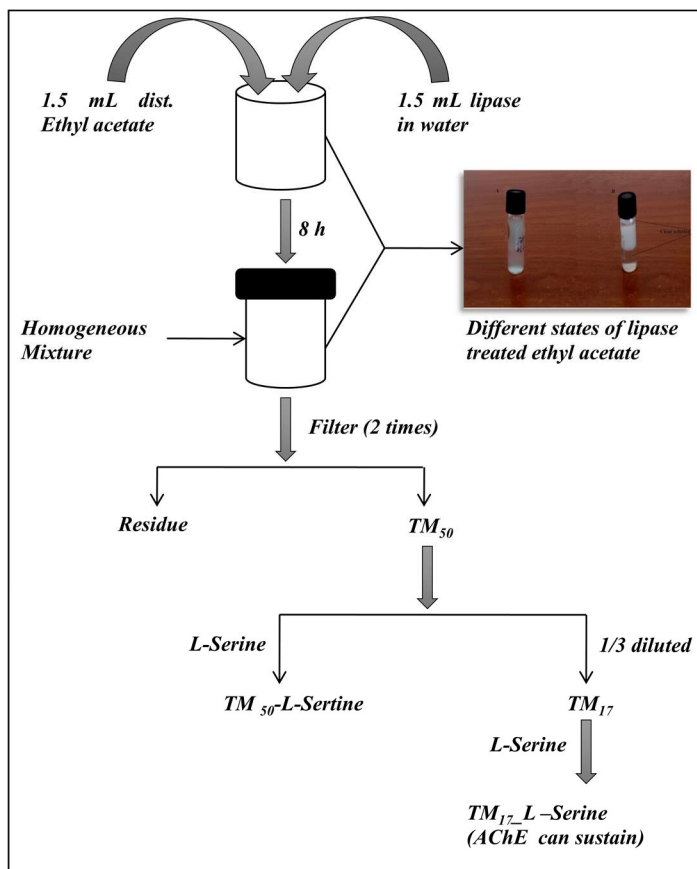 1.5 mL dist.
Ethyl acetate
1.5 mL lipase
in water
8 h
Homogeneous
Mixture
Different states of lipase
treated ethyl acetate
Filter (2 times)
Residue
TM50
L-Serine
1/3 diluted
TM 50-L-Sertine
TM17
L-Serine
TM17_L –Serine
(AChE can sustain)